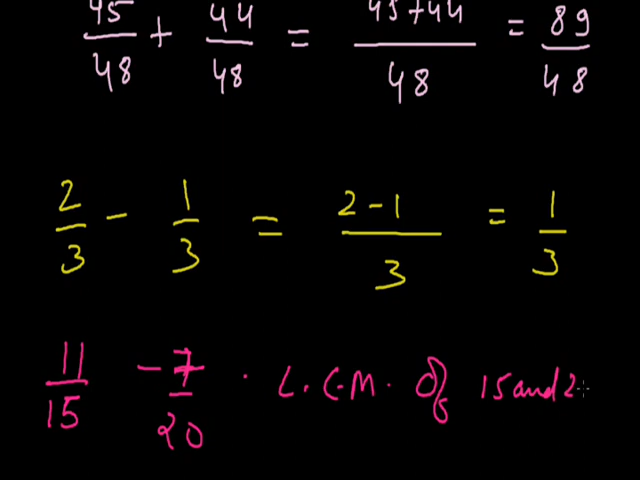 45/48 + 44/48 = 45+44/48 = 89/48
2/3 - 1/3 = 2-1/3 = 1/3
11/15 - 7/20 . L.C.M. Of 15 and 2